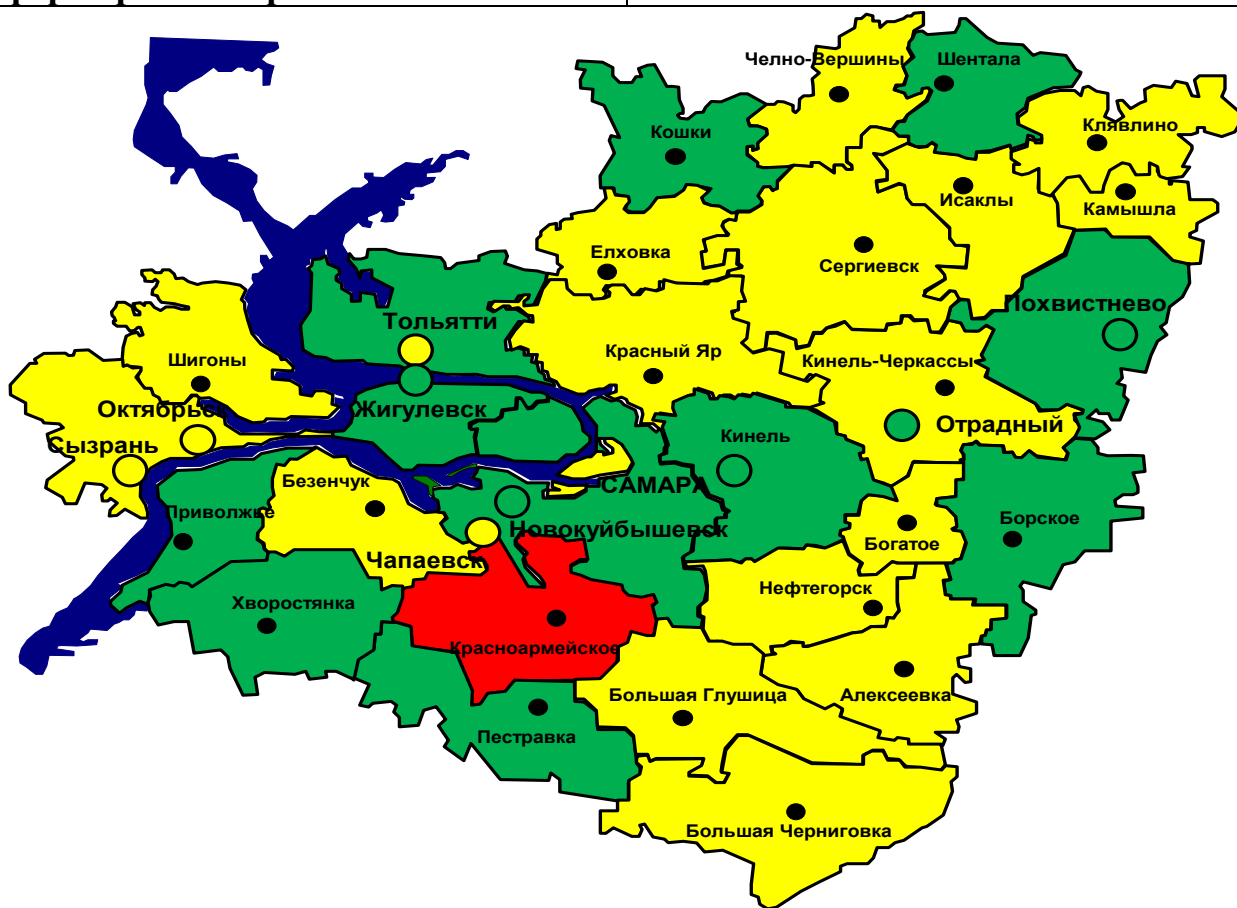 Челно-Вершины
Шентала
Кошки
Клявлино
Исаклы
Камышла
Елховка
Сергиевск
Похвистнево
Тольятти
Шигоны
Красный Яр
Кинель-Черкассы
Октябрьск
Жигулевск
Отрадный
Сызрань
Кинель
Безенчук
САМАРА
Приволжье
Новокуйбышевск
Борское
Чапаевск
Богатое
Нефтегорск
Хворостянка
Красноармейское
Большая Глушица
Алексеевка
Пестравка
Большая Черниговка